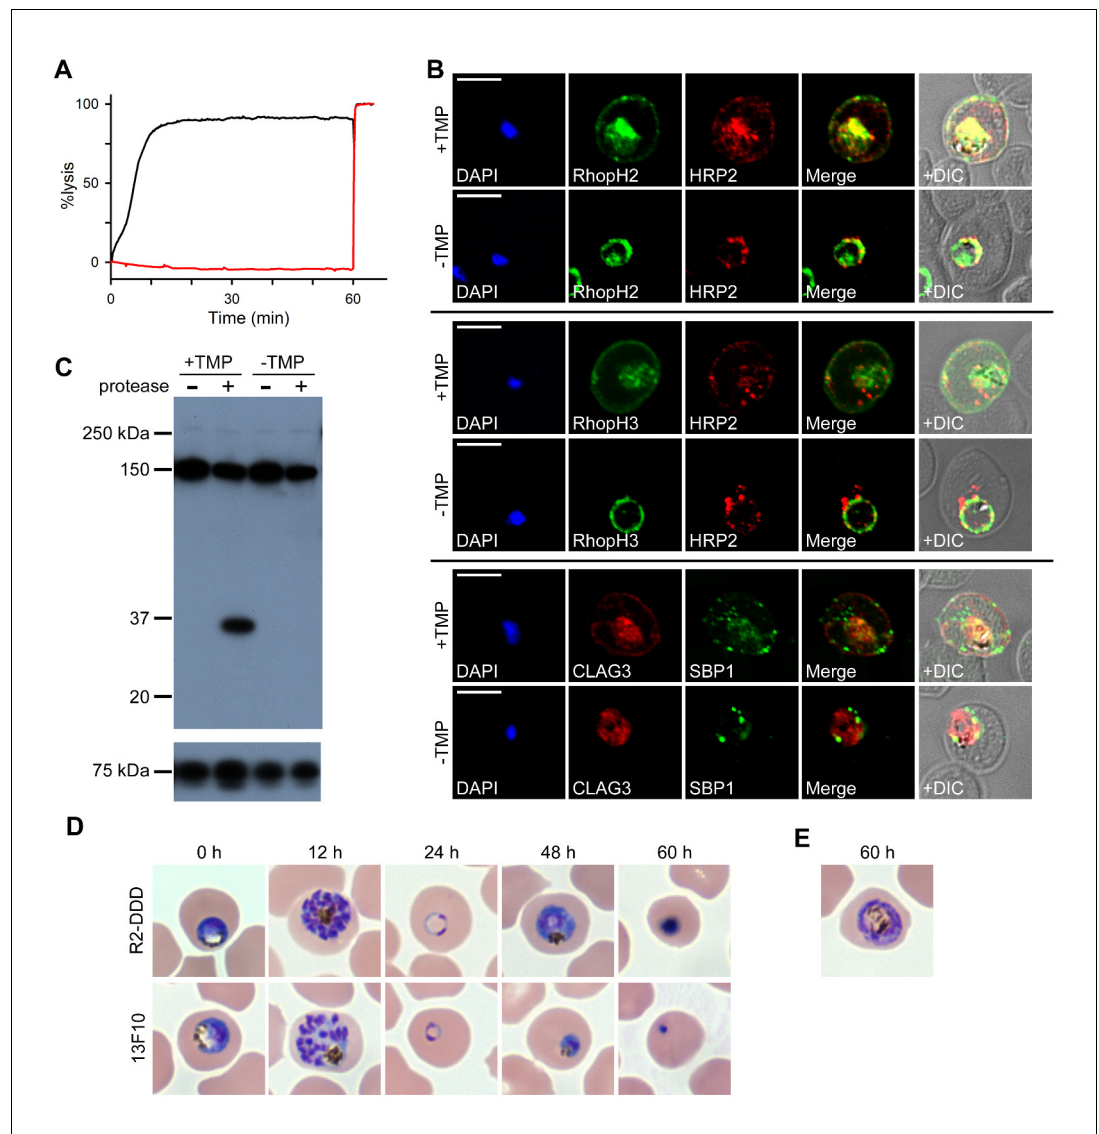 A
100
50
0
%lysis
0 30 60
Time (min)
B
+TMP
DAPI RhopH2 HRP2 Merge +DIC
-TMP
DAPI RhopH2 HRP2 Merge +DIC
+TMP
DAPI RhopH3 HRP2 Merge +DIC
-TMP
DAPI RhopH3 HRP2 Merge +DIC
+TMP
DAPI CLAG3 SBP1 Merge +DIC
-TMP
DAPI CLAG3 SBP1 Merge +DIC
C
+TMP -TMP
protease - + - +
250 kDa
150
37
20
75 kDa
D
0 h 12 h 24 h 48 h 60 h
R2-DDD
13F10
E
60 h